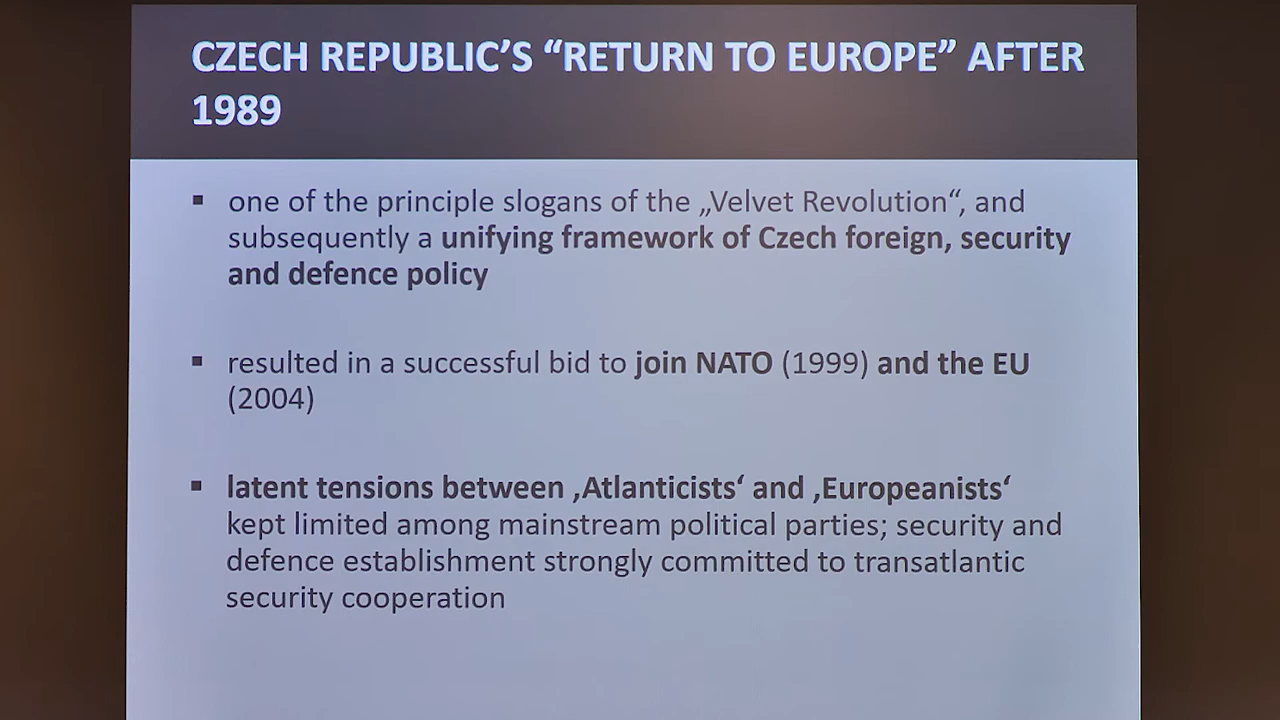 CZECH REPUBLIC’S “RETURN TO EUROPE” AFTER
1989
▪ one of the principle slogans of the „Velvet Revolution“, and
subsequently a unifying framework of Czech foreign, security
and defence policy
▪ resulted in a successful bid to join NATO (1999) and the EU
(2004)
▪ latent tensions between ‚Atlanticists‘ and ‚Europeanists‘
kept limited among mainstream political parties; security and
defence establishment strongly committed to transatlantic
security cooperation